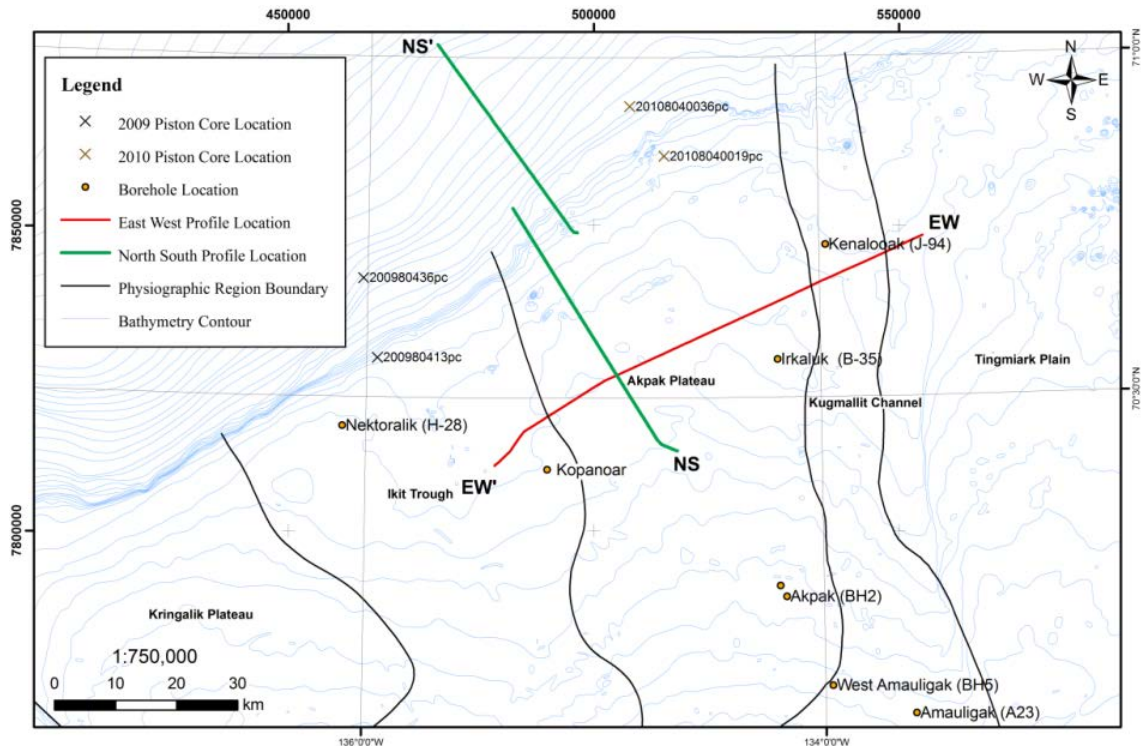 450000
500000
550000
71°0'0"N
NS'
N
W
E
S
Legend
2009 Piston Core Location
2010 Piston Core Location
Borehole Location
East West Profile Location
North South Profile Location
Physiographic Region Boundary
Bathymetry Contour
20108040036pc
20108040019pc
7850000
EW
Kenalooak (J-94)
200980436pc
200980413pc
Irkaluk (B-35)
Tingmiark Plain
Akpak Plateau
Kugmallit Channel
70°30'0"N
Nektoralik (H-28)
NS
Kopanoar
EW'
Ikit Trough
7800000
Akpak (BH2)
Kringalik Plateau
1:750,000
0 10 20 30
km
West Amauligak (BH5)
Amauligak (A23)
136°0'0"W
134°0'0"W